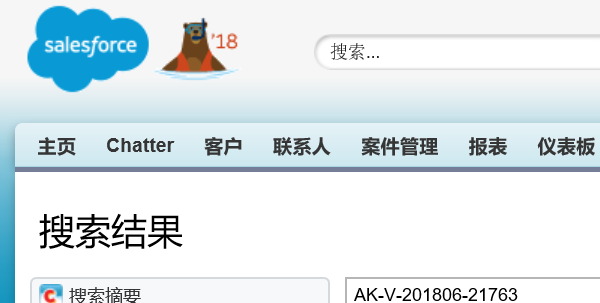 salesforce
'18
搜索...
主页 Chatter 客户 联系人 案件管理 报表 仪表板
搜索结果
搜索摘要
AK-V-201806-21763